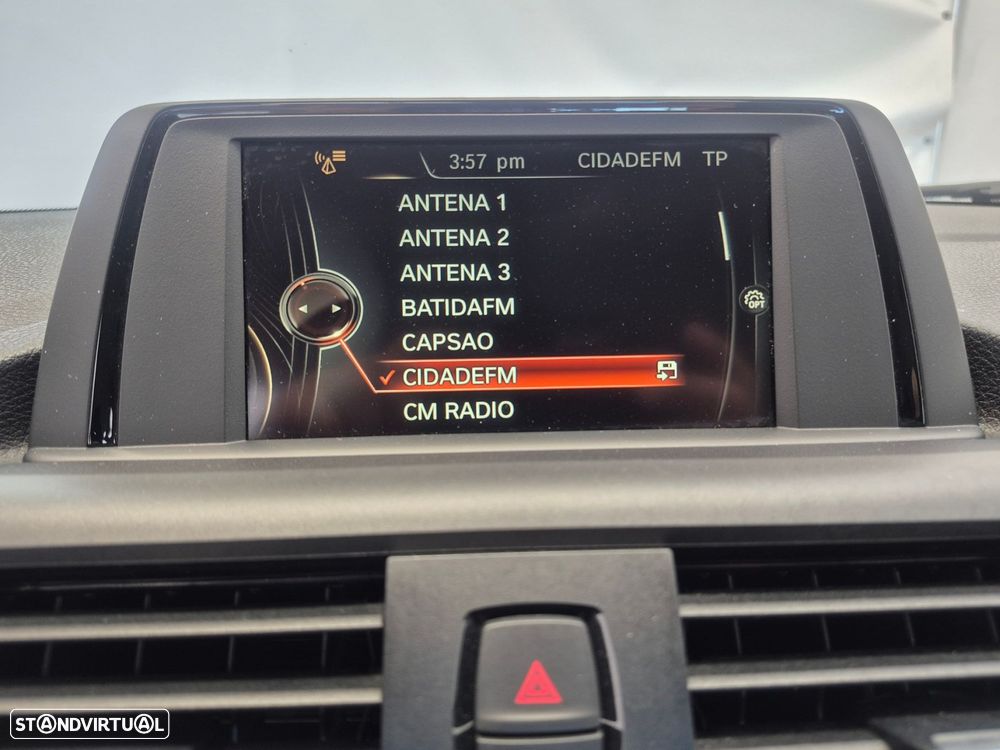 3:57 pm CIDADEFM TP
ANTENA 1
ANTENA 2
ANTENA 3
BATIDAFM
OPT
CAPSAO
CIDADEFM
CM RADIO
STANDVIRTUAL